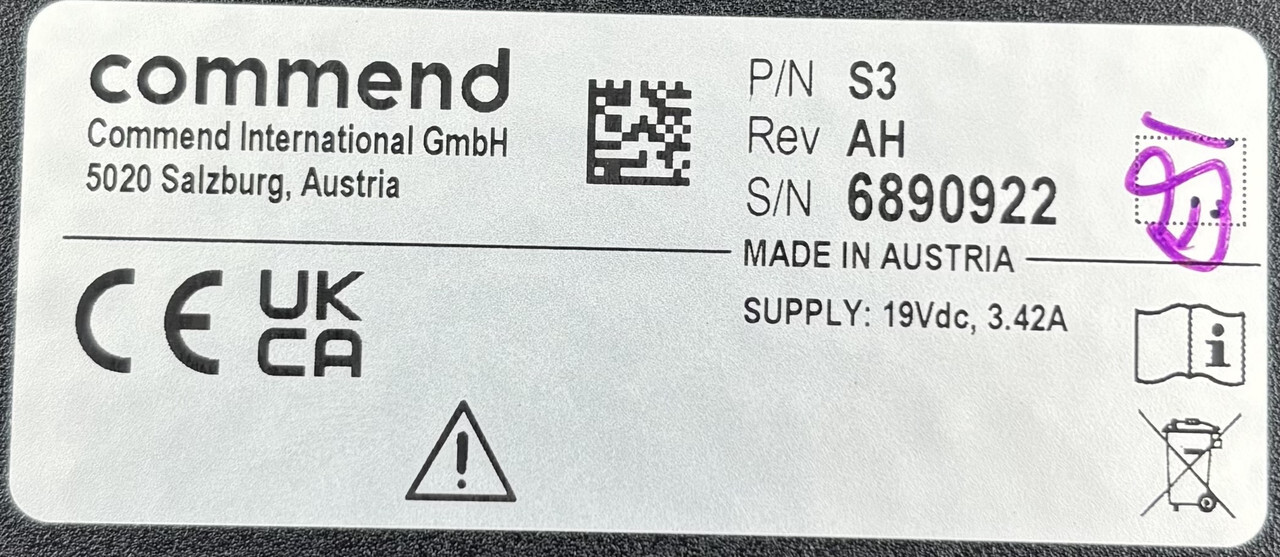 commend
Commend International GmbH
5020 Salzburg, Austria
P/N S3
Rev AH
S/N 6890922
MADE IN AUSTRIA
SUPPLY: 19Vdc, 3.42A
CE
UK
CA